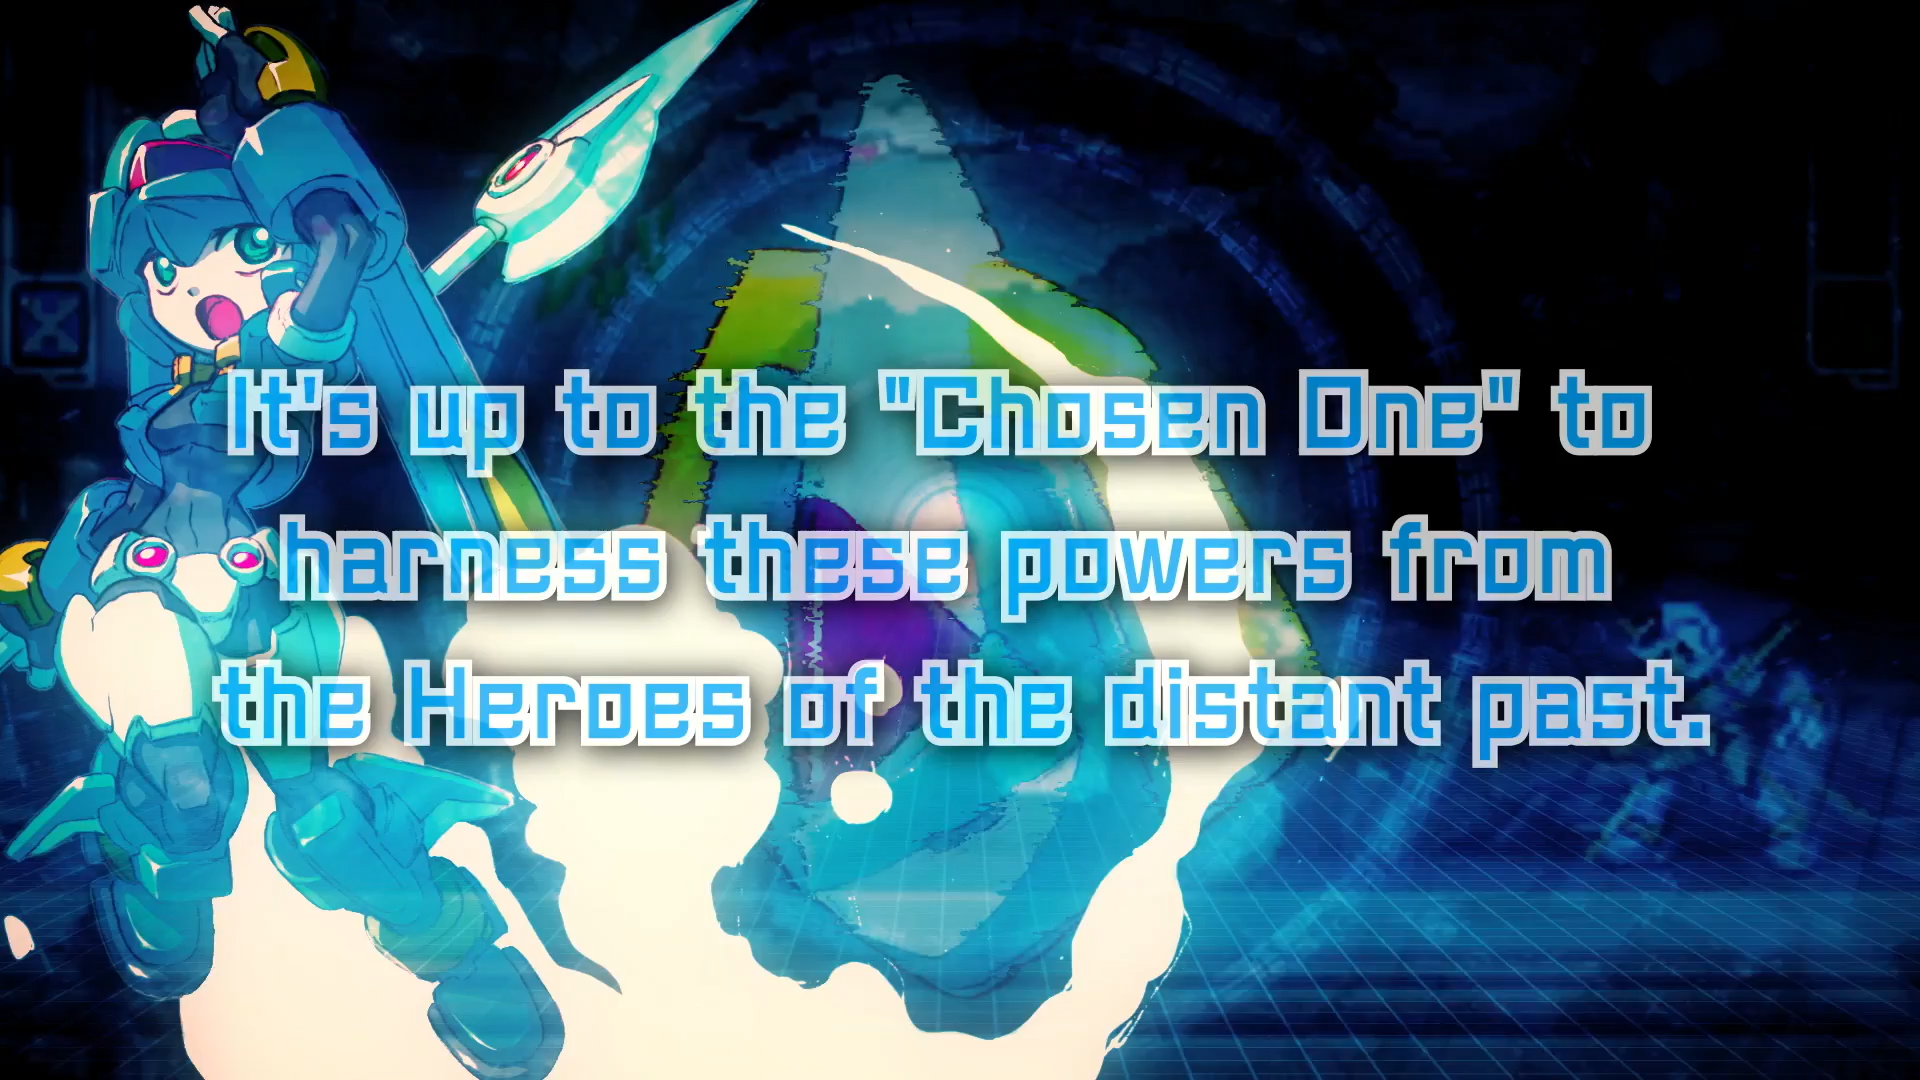 It's up to the "Chosen One" to
harness these powers from
the Heroes of the distant past.